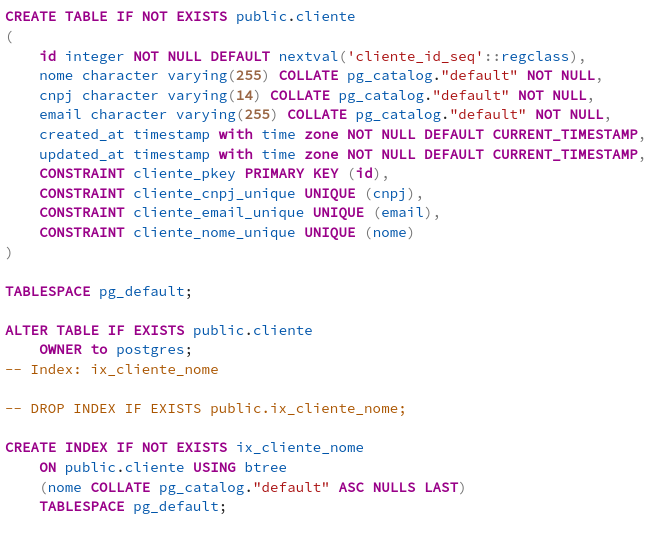 CREATE TABLE IF NOT EXISTS public.cliente
(
    id integer NOT NULL DEFAULT nextval('cliente_id_seq'::regclass),
    nome character varying(255) COLLATE pg_catalog."default" NOT NULL,
    cnpj character varying(14) COLLATE pg_catalog."default" NOT NULL,
    email character varying(255) COLLATE pg_catalog."default" NOT NULL,
    created_at timestamp with time zone NOT NULL DEFAULT CURRENT_TIMESTAMP,
    updated_at timestamp with time zone NOT NULL DEFAULT CURRENT_TIMESTAMP,
    CONSTRAINT cliente_pkey PRIMARY KEY (id),
    CONSTRAINT cliente_cnpj_unique UNIQUE (cnpj),
    CONSTRAINT cliente_email_unique UNIQUE (email),
    CONSTRAINT cliente_nome_unique UNIQUE (nome)
)

TABLESPACE pg_default;

ALTER TABLE IF EXISTS public.cliente
    OWNER to postgres;
-- Index: ix_cliente_nome

-- DROP INDEX IF EXISTS public.ix_cliente_nome;

CREATE INDEX IF NOT EXISTS ix_cliente_nome
    ON public.cliente USING btree
    (nome COLLATE pg_catalog."default" ASC NULLS LAST)
    TABLESPACE pg_default;